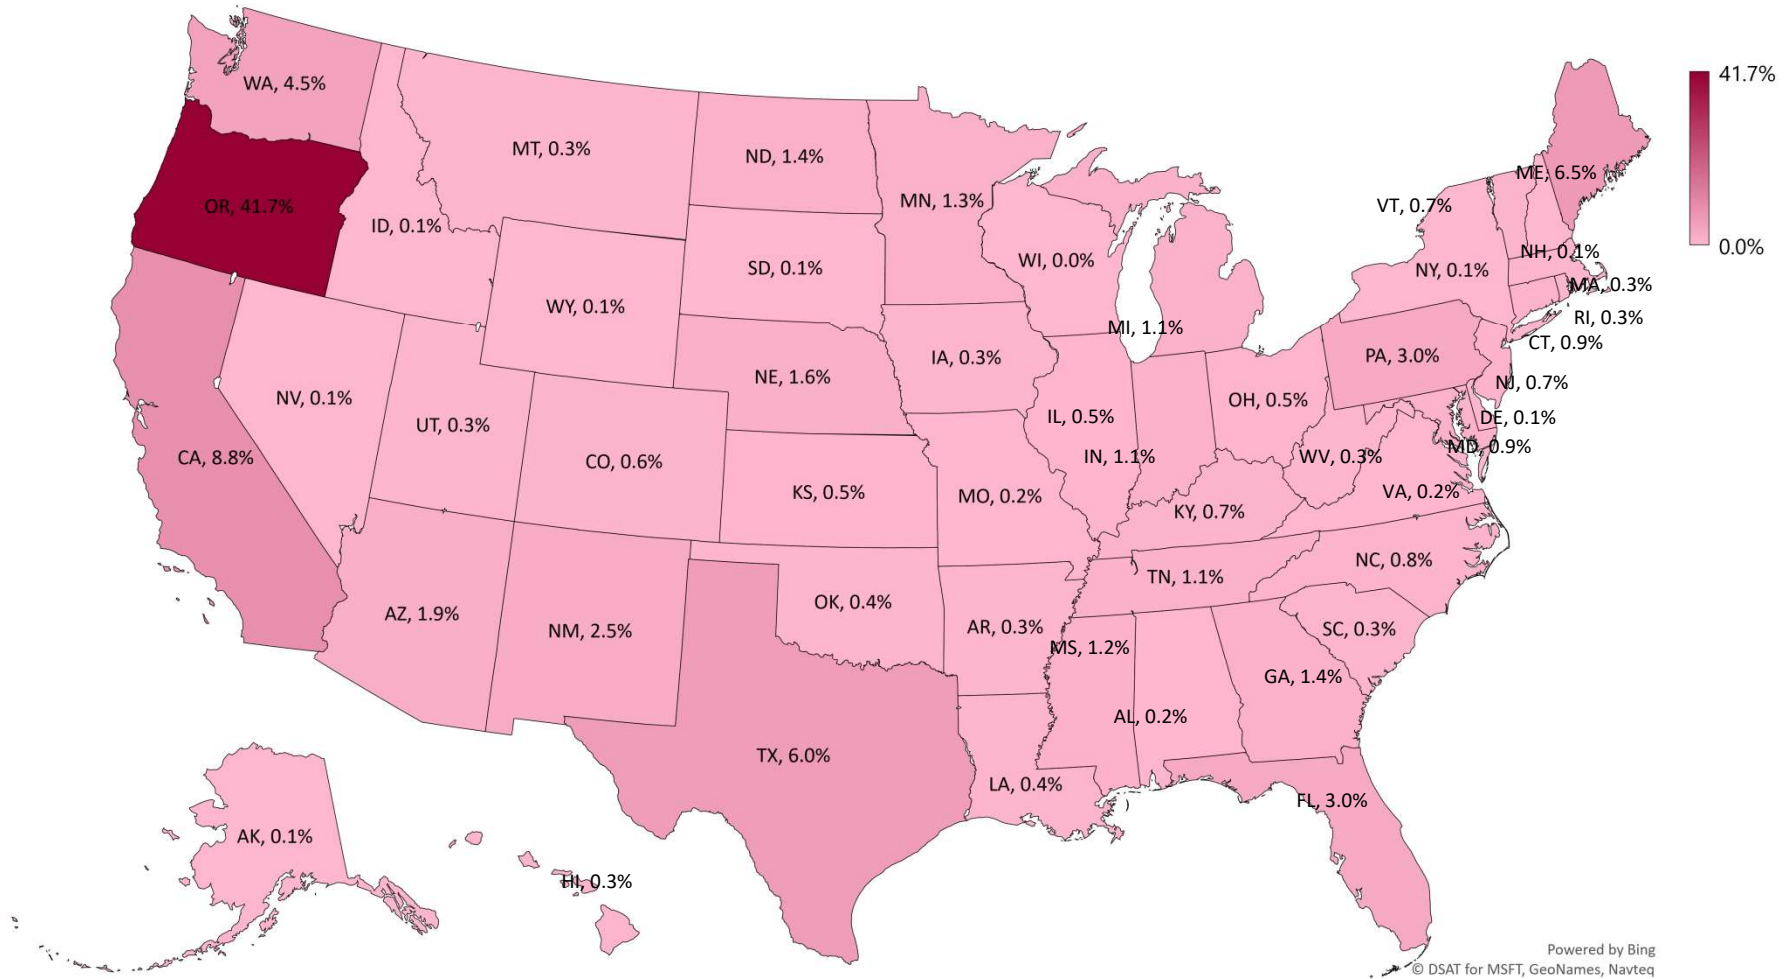 WA, 4.5%
41.7%
MT, 0.3%
ND, 1.4%
ME, 6.5%
MN, 1.3%
VT, 0.7%
OR, 41.7%
ID, 0.1%
0.0%
NH, 0.1%
WI, 0.0%
SD, 0.1%
NY, 0.1%
MA, 0.3%
WY, 0.1%
RI, 0.3%
MI, 1.1%
CT, 0.9%
IA, 0.3%
PA, 3.0%
NE, 1.6%
NJ, 0.7%
NV, 0.1%
OH, 0.5%
IL, 0.5%
DE, 0.1%
UT, 0.3%
MD, 0.9%
CA, 8.8%
CO, 0.6%
IN, 1.1%
WV, 0.3%
KS, 0.5%
MO, 0.2%
VA, 0.2%
KY, 0.7%
NC, 0.8%
TN, 1.1%
OK, 0.4%
AZ, 1.9%
NM, 2.5%
AR, 0.3%
SC, 0.3%
MS, 1.2%
GA, 1.4%
AL, 0.2%
TX, 6.0%
LA, 0.4%
FL, 3.0%
AK, 0.1%
HI, 0.3%
Powered by Bing
© DSAT for MSFT, GeoNames, Navteq